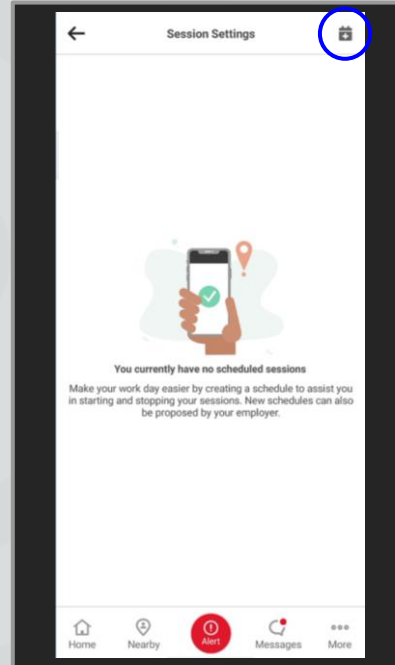 Session Settings
You currently have no scheduled sessions
Make your work day easier by creating a schedule to assist you
in starting and stopping your sessions. New schedules can also
be proposed by your employer.
Home Nearby Alert Messages More